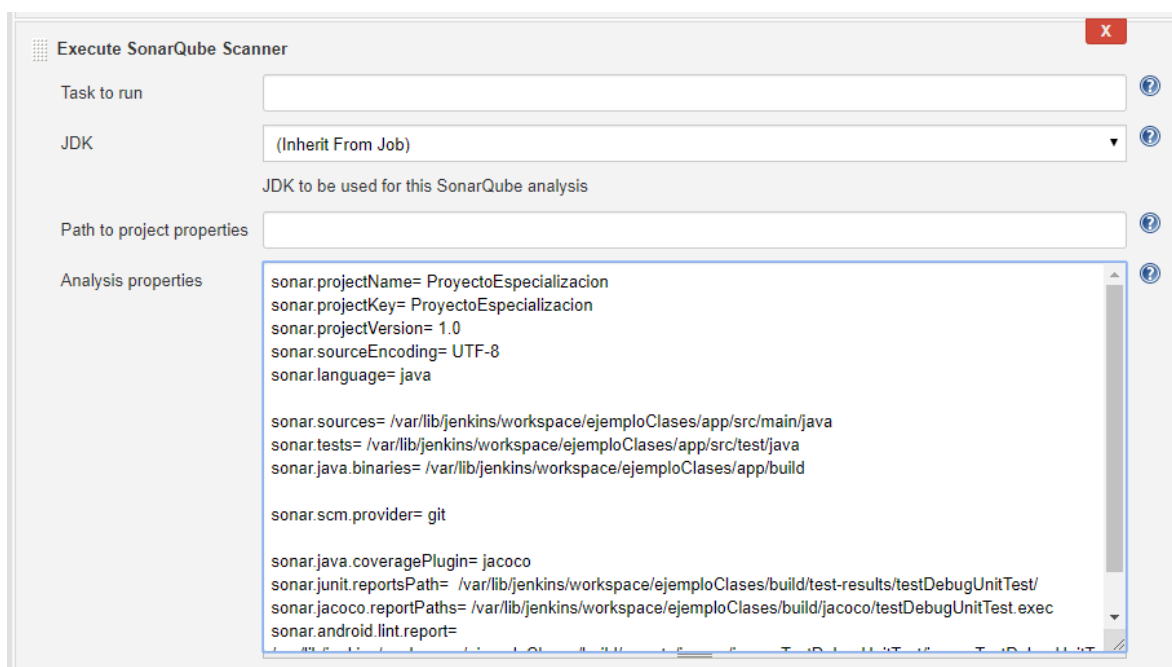 Execute SonarQube Scanner
X
Task to run
JDK
(Inherit From Job)
JDK to be used for this SonarQube analysis
Path to project properties
Analysis properties
sonar.projectName= ProyectoEspecializacion
sonar.projectKey= ProyectoEspecializacion
sonar.projectVersion= 1.0
sonar.sourceEncoding= UTF-8
sonar.language= java
sonar.sources= /var/lib/jenkins/workspace/ejemploClases/app/src/main/java
sonar.tests= /var/lib/jenkins/workspace/ejemploClases/app/src/test/java
sonar.java.binaries= /var/lib/jenkins/workspace/ejemploClases/app/build
sonar.scm.provider= git
sonar.java.coveragePlugin= jacoco
sonar.junit.reportsPath=  /var/lib/jenkins/workspace/ejemploClases/build/test-results/testDebugUnitTest/
sonar.jacoco.reportPaths= /var/lib/jenkins/workspace/ejemploClases/build/jacoco/testDebugUnitTest.exec
sonar.android.lint.report=